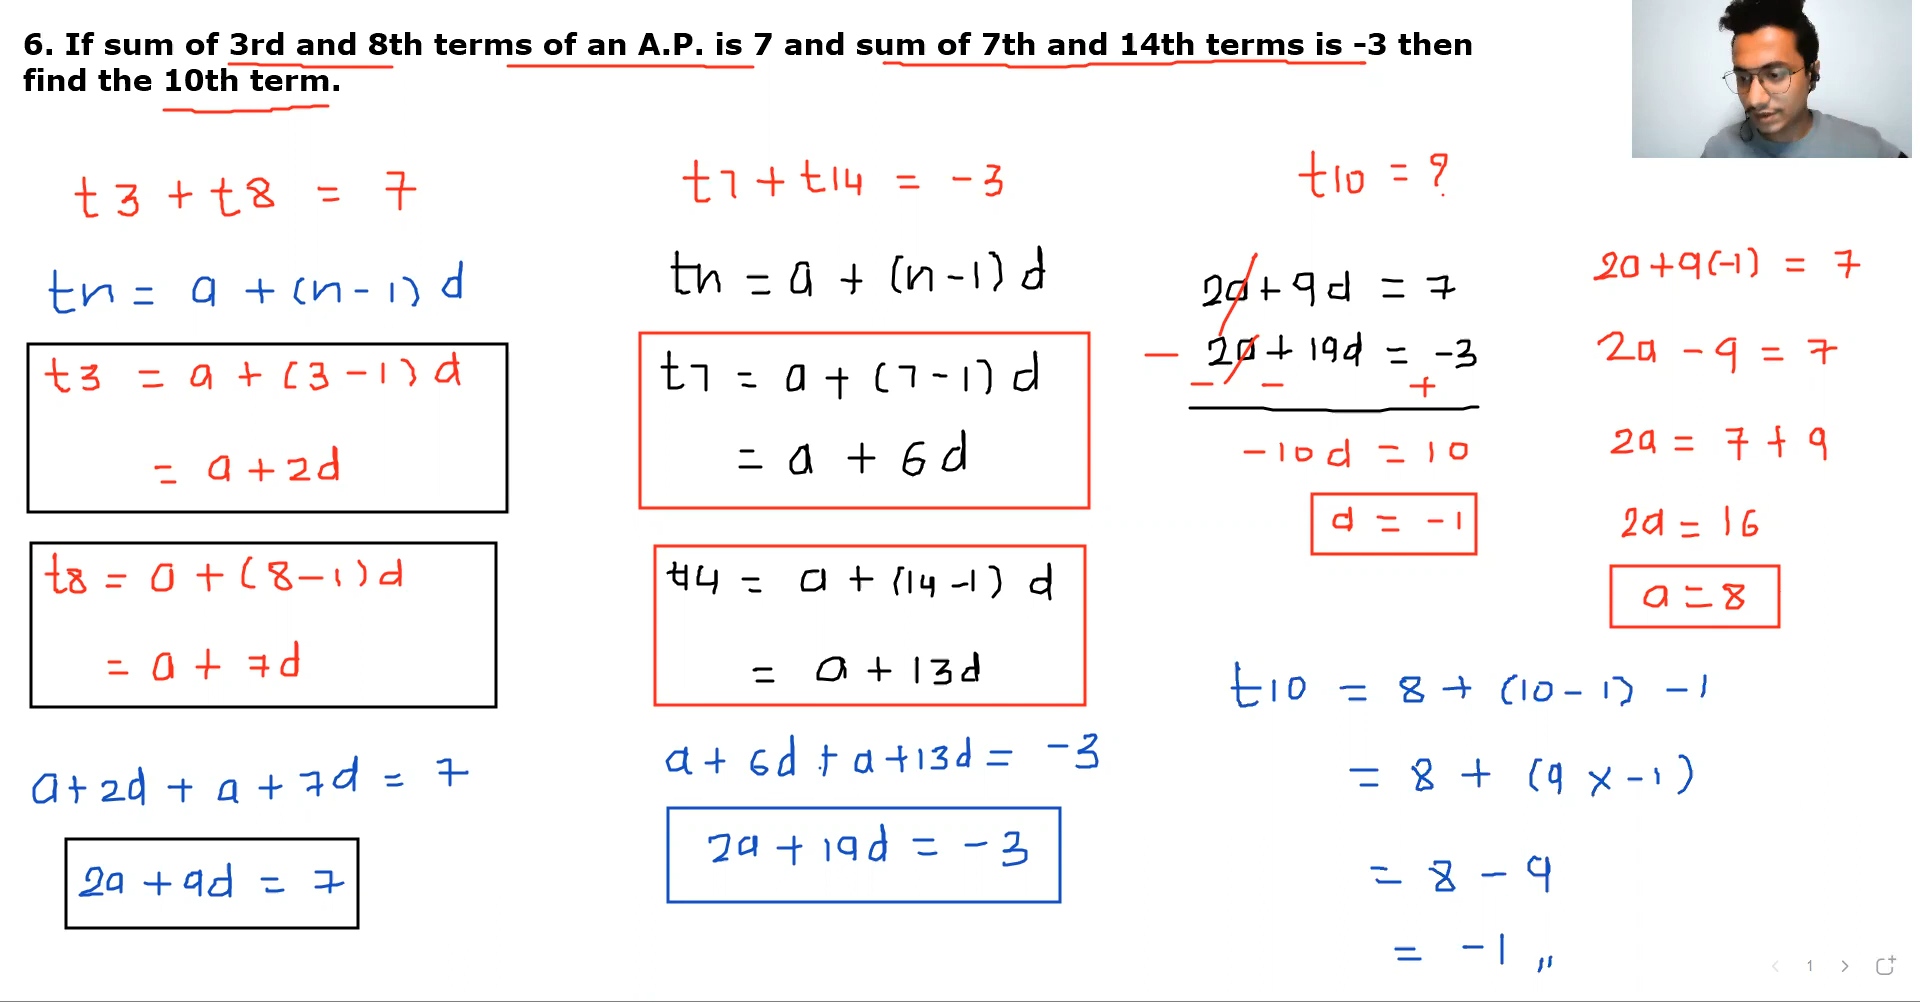 6. If sum of 3rd and 8th terms of an A.P. is 7 and sum of 7th and 14th terms is -3 then
find the 10th term.
t3 + t8 = 7
tn = a + (n-1) d
t3 = a + (3-1) d
= a + 2d
t8 = a + (8-1) d
= a + 7d
a + 2d + a + 7d = 7
2a + 9d = 7
t7 + t14 = -3
tn = a + (n-1) d
t7 = a + (7-1) d
= a + 6d
t14 = a + (14-1) d
= a + 13d
a + 6d + a + 13d = -3
2a + 19d = -3
t10 = ?
2a + 9d = 7
- 2a + 19d = -3
- - +
-10d = 10
d = -1
2a + 9(-1) = 7
2a - 9 = 7
2a = 7 + 9
2a = 16
a = 8
t10 = 8 + (10-1) -1
= 8 + (9 x -1)
= 8 - 9
= -1 ,,
1